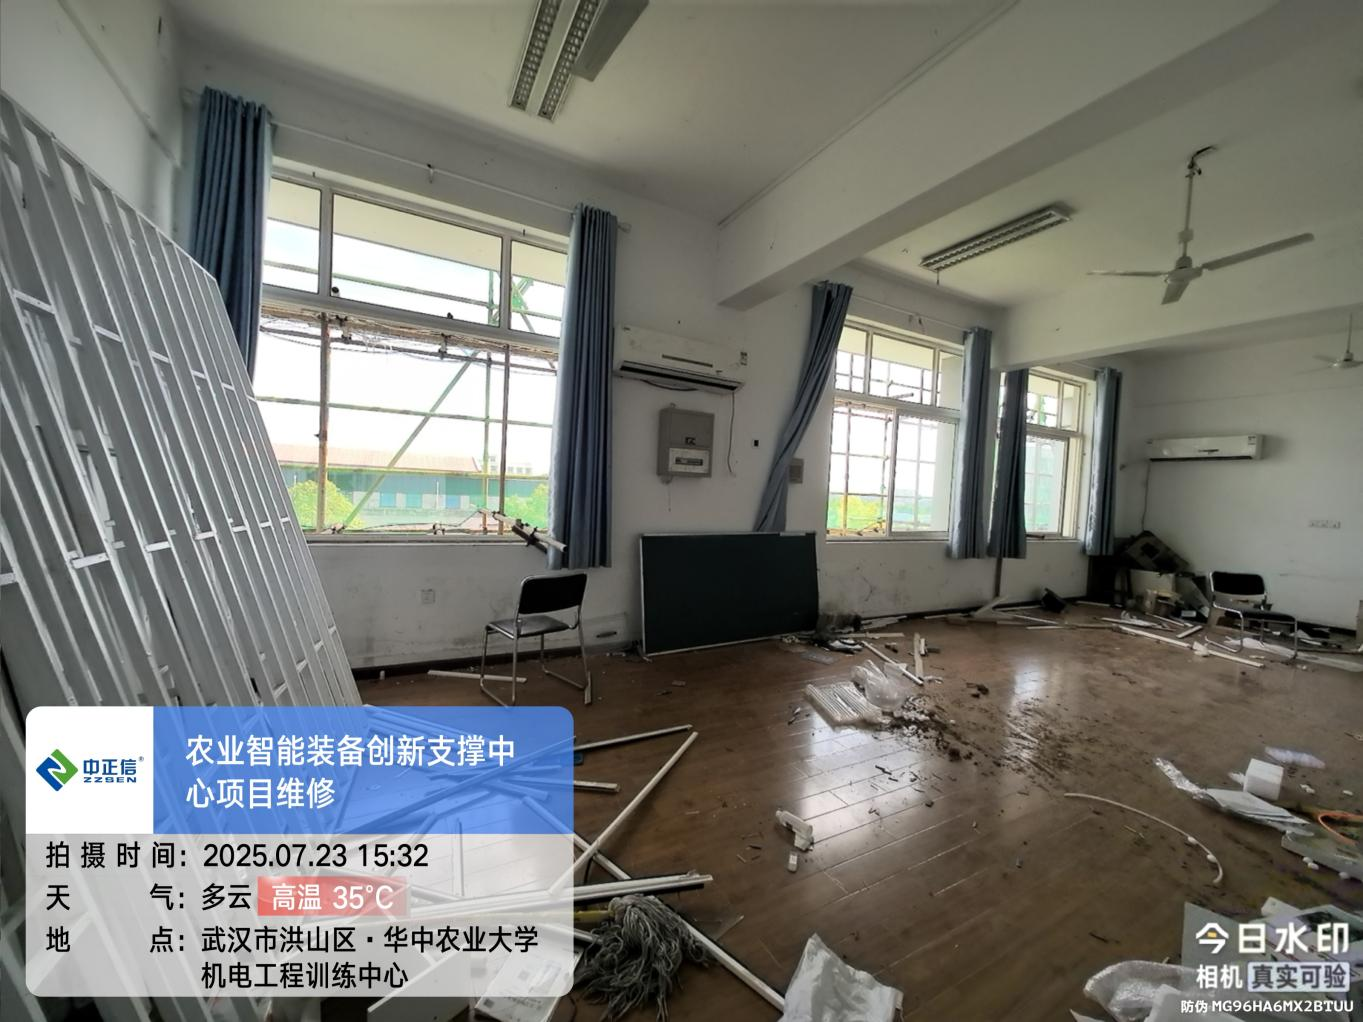 中正信®
ZZSEN
农业智能装备创新支撑中
心项目维修
拍摄时间：2025.07.23 15:32
天气：多云 高温 35°C
地点：武汉市洪山区·华中农业大学
机电工程训练中心
今日水印
相机 真实可验
防伪 MG96HA6MX2BTUU